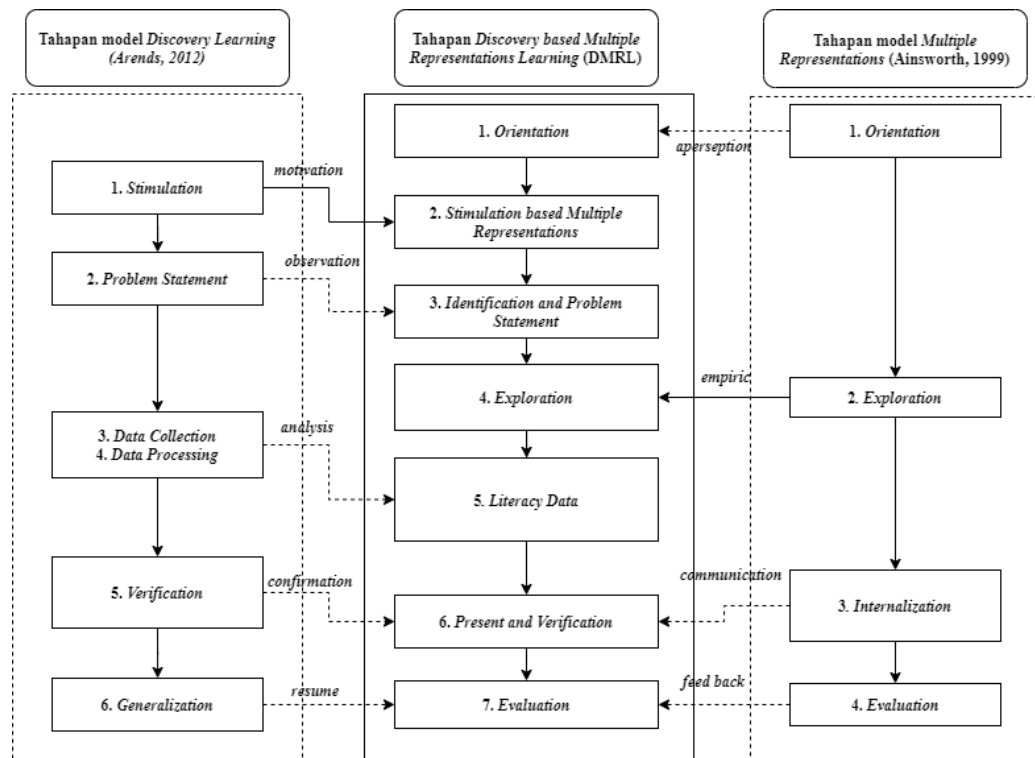 Tahapan model Discovery Learning
(Arends, 2012)
Tahapan Discovery based Multiple
Representations Learning (DMRL)
Tahapan model Multiple
Representations (Ainsworth, 1999)
1. Orientation
aperseption
1. Orientation
motivation
1. Stimulation
2. Stimulation based Multiple
Representations
observation
2. Problem Statement
3. Identification and Problem
Statement
empiric
4. Exploration
2. Exploration
analysis
3. Data Collection
4. Data Processing
5. Literacy Data
confirmation
communication
5. Verification
6. Present and Verification
3. Internalization
resume
feed back
6. Generalization
7. Evaluation
4. Evaluation